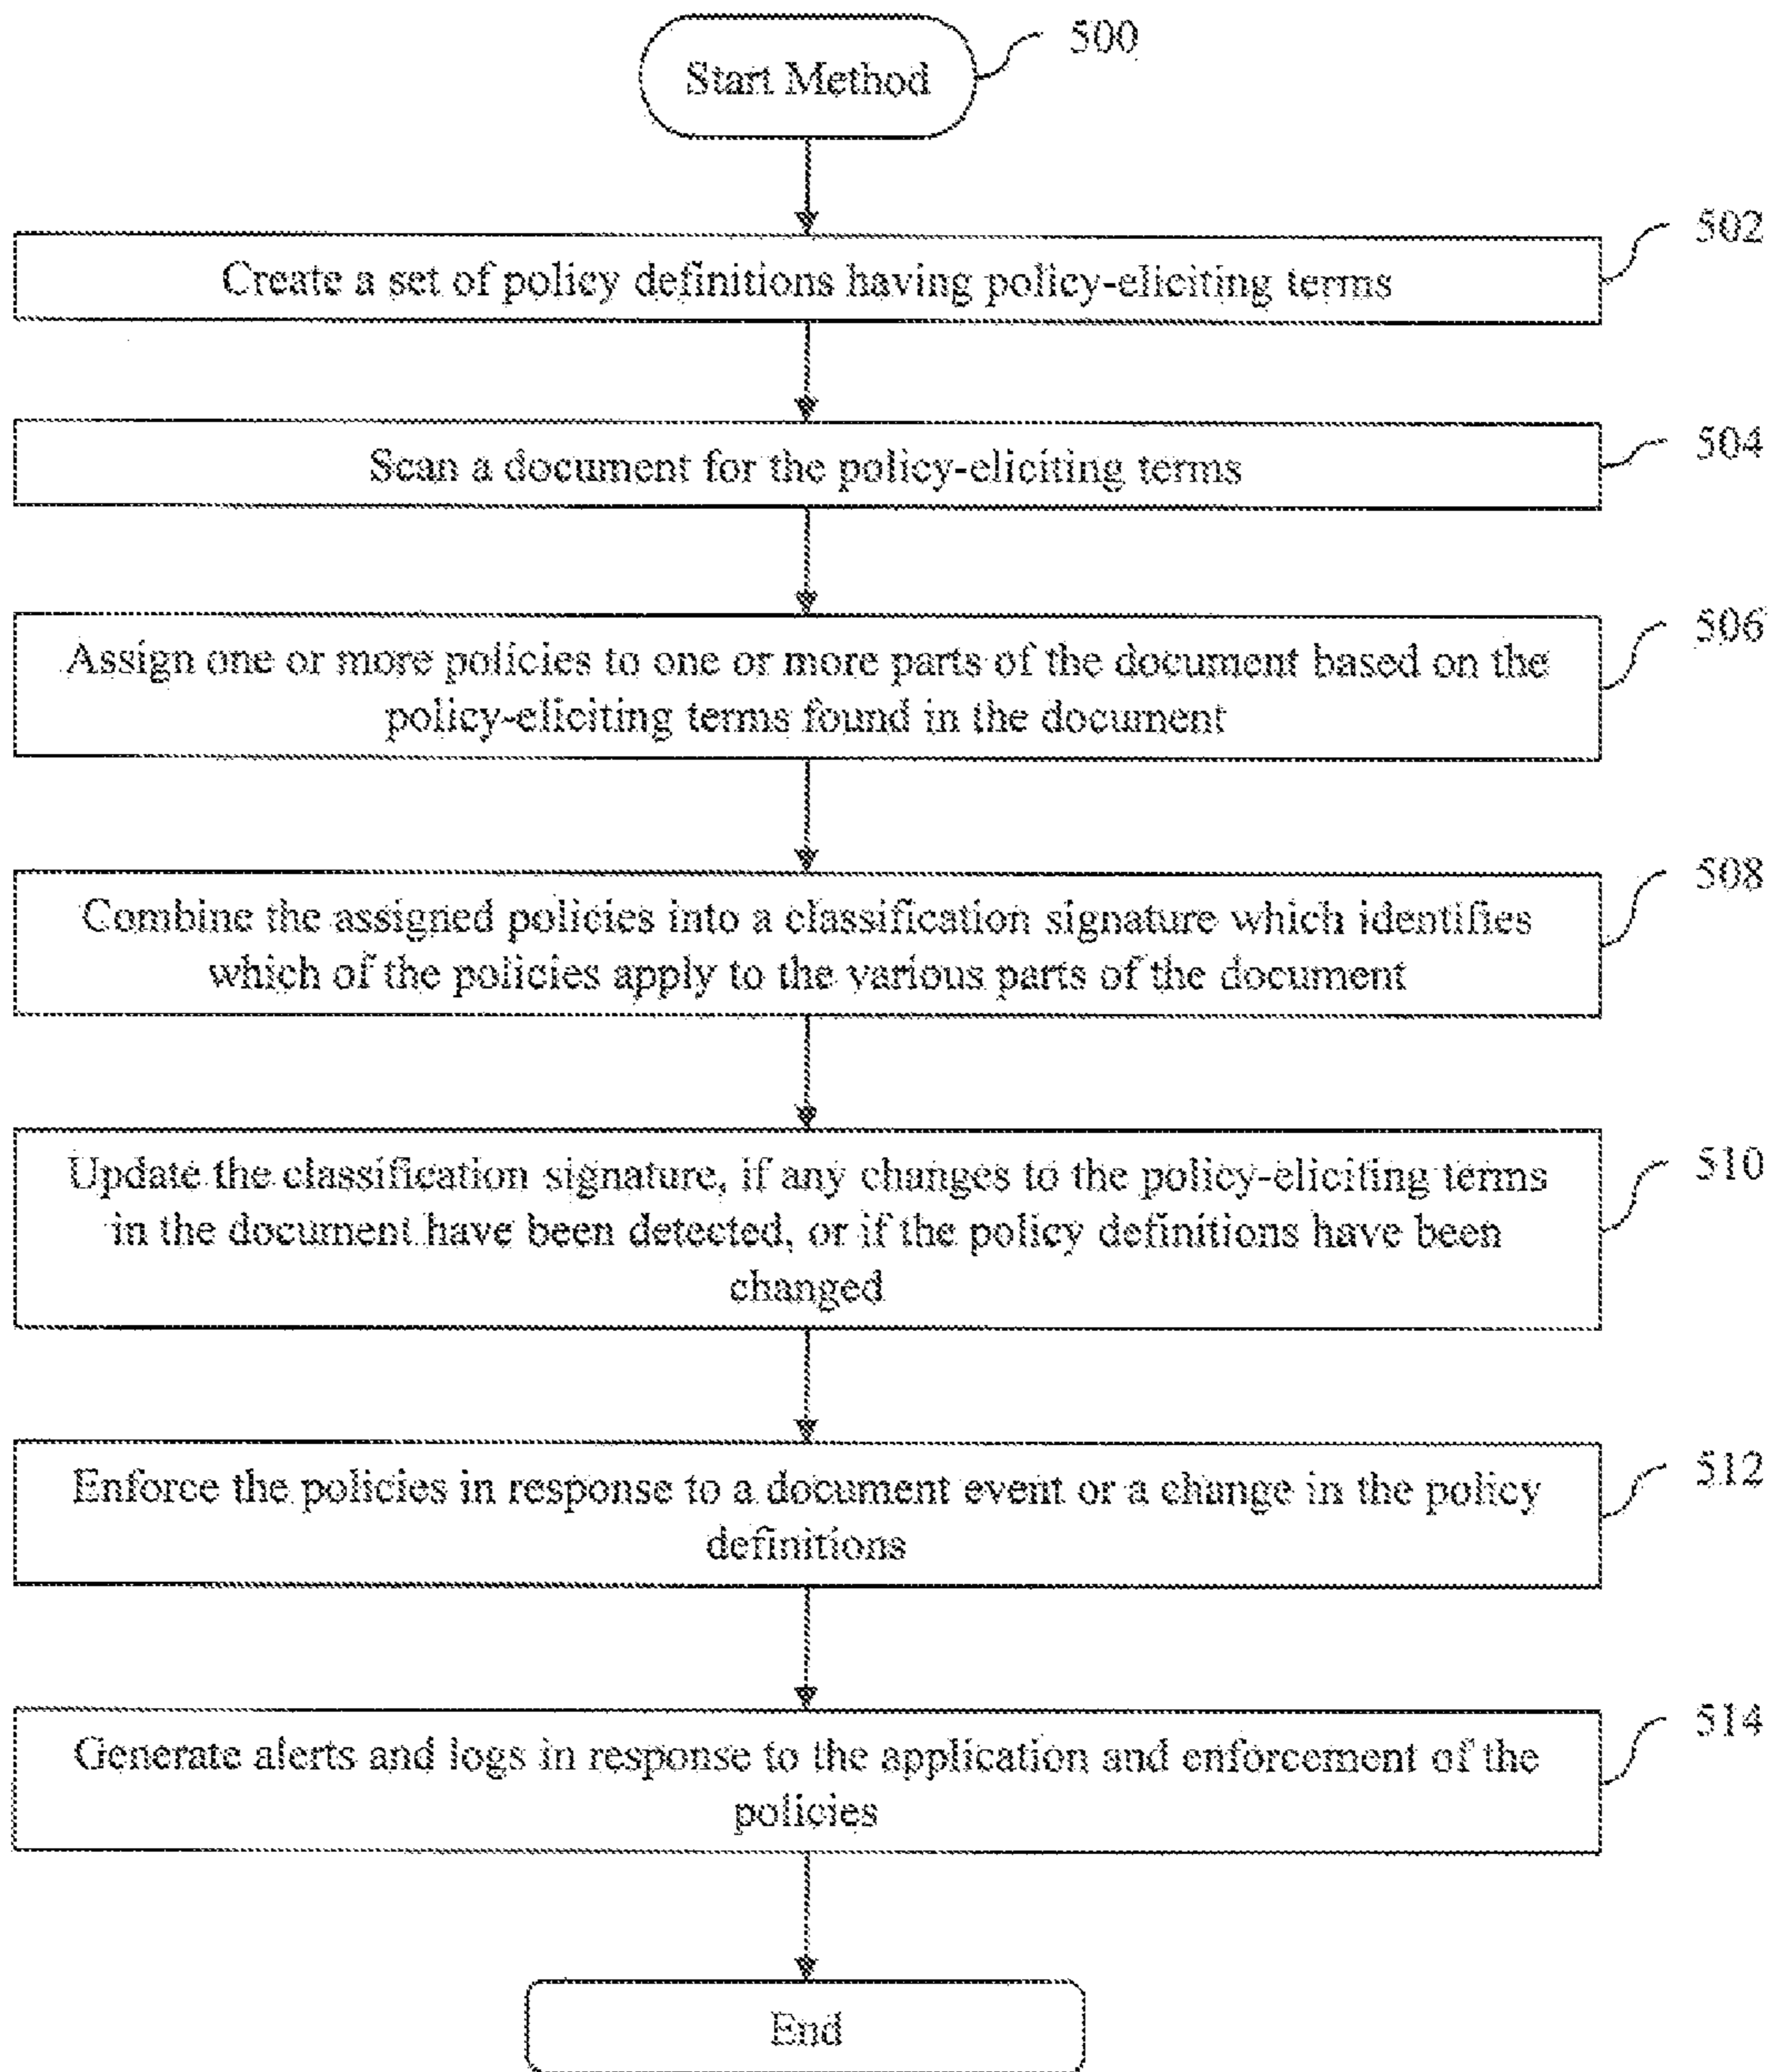 500
Start Method
502
Create a set of policy definitions having policy-eliciting terms
504
Scan a document for the policy-eliciting terms
506
Assign one or more policies to one or more parts of the document based on the
policy-eliciting terms found in the document
508
Combine the assigned policies into a classification signature which identifies
which of the policies apply to the various parts of the document
510
Update the classification signature, if any changes to the policy-eliciting terms
in the document have been detected, or if the policy definitions have been
changed
512
Enforce the policies in response to a document event or a change in the policy
definitions
514
Generate alerts and logs in response to the application and enforcement of the
policies
End